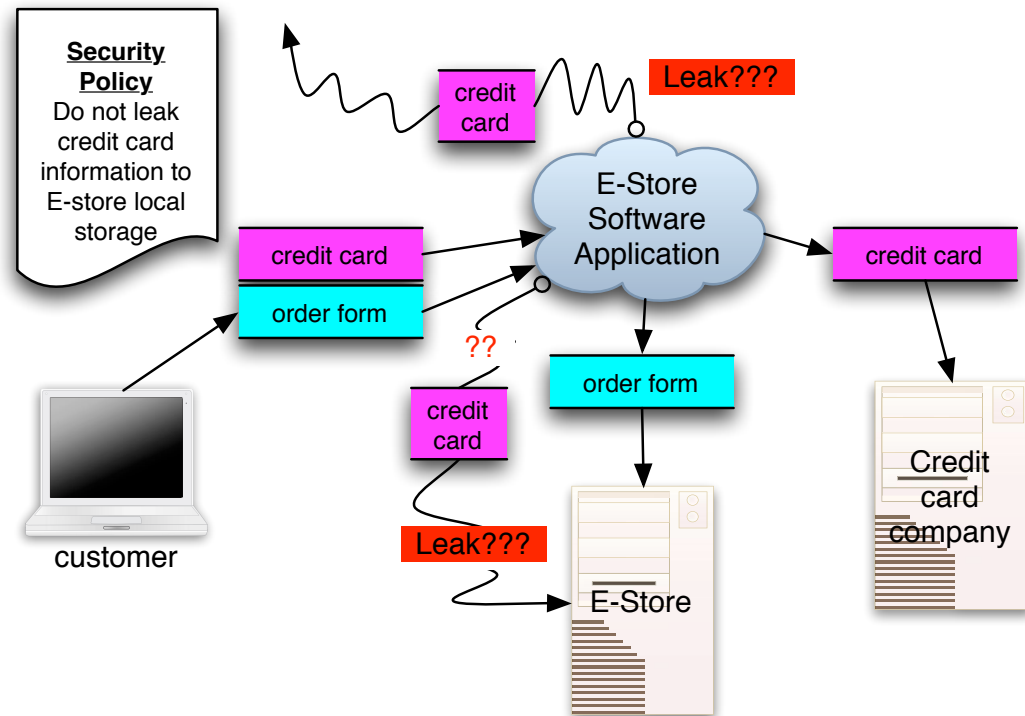 Security
Policy
Do not leak
credit card
information to
E-store local
storage
credit
card
Leak???
E-Store
Software
Application
credit card
order form
credit card
??
credit
card
order form
Leak???
customer
E-Store
Credit
card
company